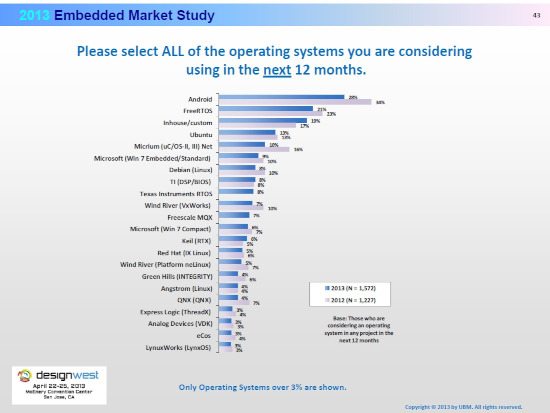 2013 Embedded Market Study
43
Please select ALL of the operating systems you are considering
using in the next 12 months.
Android 28% 34%
FreeRTOS 21% 23%
Inhouse/custom 19% 17%
Ubuntu 13% 13%
Micrium (uC/OS-II, III) Net 10% 16%
Microsoft (Win 7 Embedded/Standard) 9% 10%
Debian (Linux) 8% 10%
TI (DSP/BIOS) 8% 8%
Texas Instruments RTOS 8%
Wind River (VxWorks) 7% 10%
Freescale MQX 7%
Microsoft (Win 7 Compact) 6% 7%
Keil (RTX) 6% 5%
Red Hat (IX Linux) 5% 6%
Wind River (Platform neLinux) 5% 7%
Green Hills (INTEGRITY) 4% 6%
Angstrom (Linux) 4% 4%
QNX (QNX) 4% 7%
Express Logic (ThreadX) 3% 4%
Analog Devices (VDK) 3% 3%
eCos 3% 4%
LynuxWorks (LynxOS) 3% 3%
2013 (N = 1,572)
2012 (N = 1,227)
Base: Those who are
considering an operating
system in any project in the
next 12 months
designwest
April 22-25, 2013
McEnery Convention Center
San Jose, CA
Only Operating Systems over 3% are shown.
Copyright © 2013 by UBM. All rights reserved.